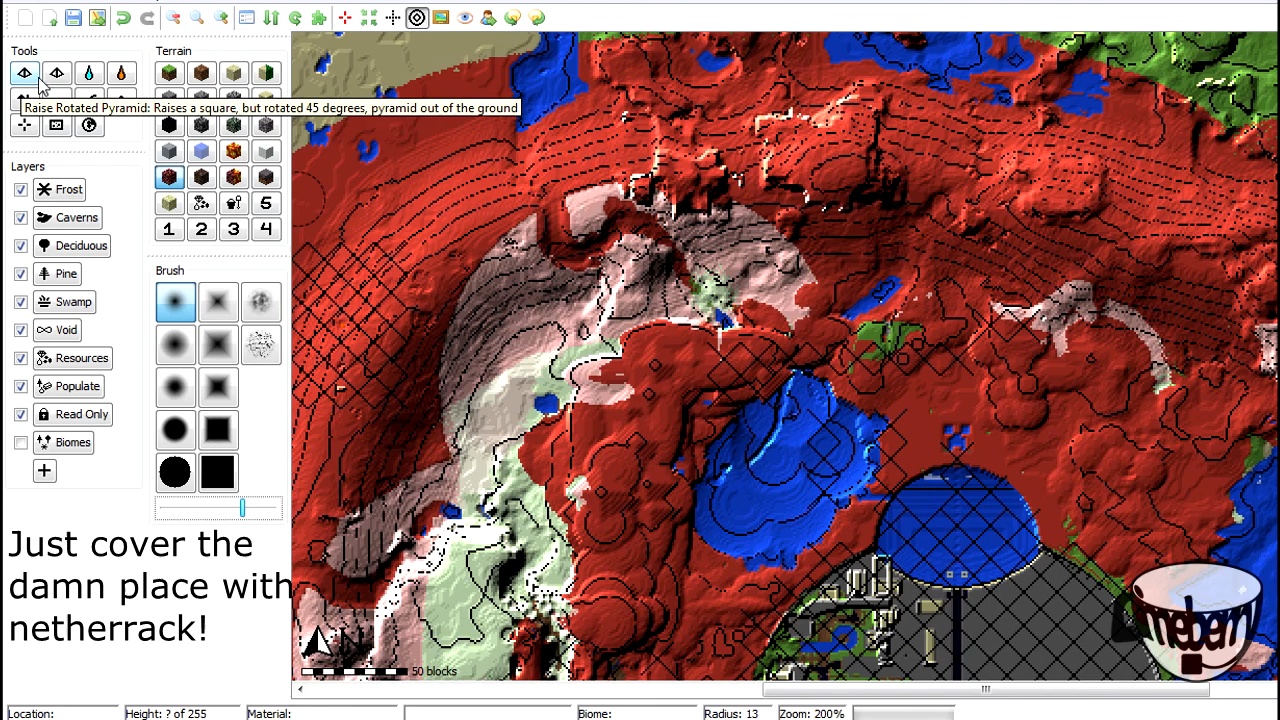 Tools
Terrain
Raise Rotated Pyramid: Raises a square, but rotated 45 degrees, pyramid out of the ground
Layers
Frost
Caverns
Deciduous
Pine
Swamp
Void
Resources
Populate
Read Only
Biomes
+
5
1 2 3 4
Brush
Just cover the
damn place with
netherrack!
N
50 blocks
mebem
Location: Height: ? of 255 Material: Biome: Radius: 13 Zoom: 200%